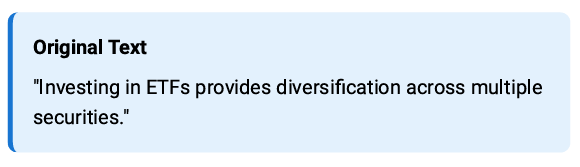 Original Text
"Investing in ETFs provides diversification across multiple
securities."